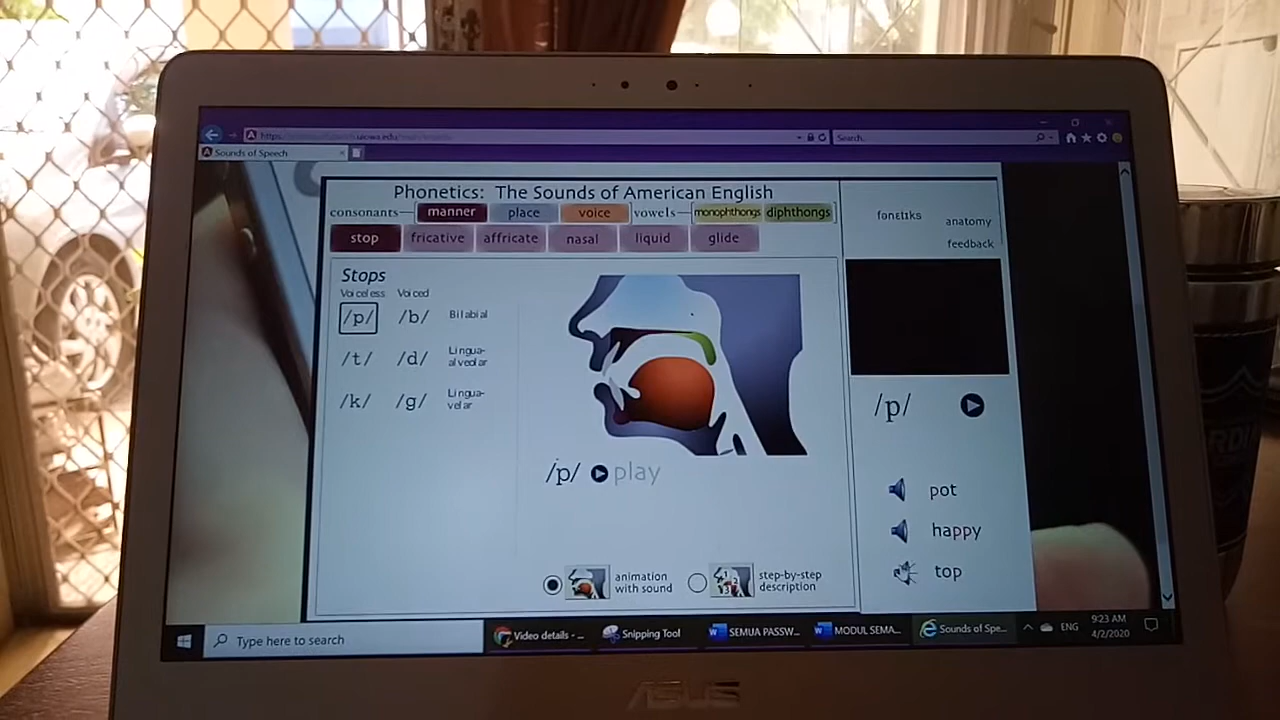 Search...
Sounds of Speech
Phonetics: The Sounds of American English
consonants manner place voice vowels monophthongs diphthongs
fənɛtɪks
anatomy
feedback
stop fricative affricate nasal liquid glide
Stops
Voiceless Voiced
/p/ /b/ Bilabial
/t/ /d/ Lingua-
alveolar
/k/ /g/ Lingua-
velar
/p/ play
animation
with sound
step-by-step
description
/p/
pot
happy
top
Type here to search
Video details - ...
Snipping Tool
SEMUA PASSW...
MODUL SEMA...
Sounds of Spe...
ENG
9:23 AM
4/2/2020
ASUS